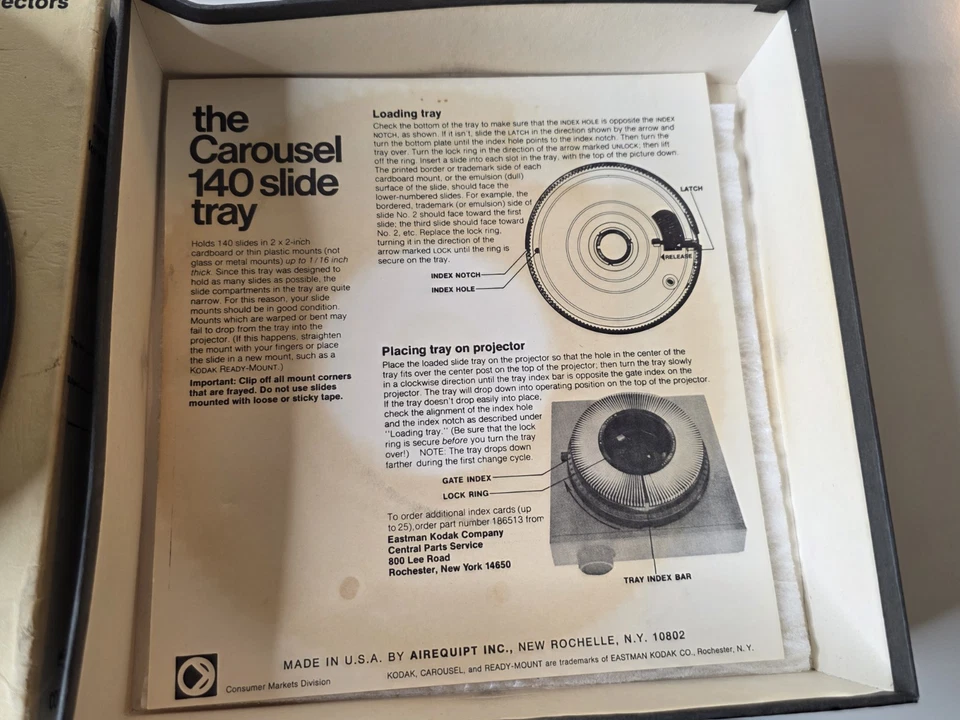 ectors
the
Carousel
140 slide
tray
Holds 140 slides in 2 x 2-inch
cardboard or thin plastic mounts (not
glass or metal mounts) up to 1/16 inch
thick. Since this tray was designed to
hold as many slides as possible, the
slide compartments in the tray are quite
narrow. For this reason, your slide
mounts should be in good condition.
Mounts which are warped or bent may
fail to drop from the tray into the
projector. (If this happens, straighten
the mount with your fingers or place
the slide in a new mount, such as a
KODAK READY-MOUNT.)
Important: Clip off all mount corners
that are frayed. Do not use slides
mounted with loose or sticky tape.
Loading tray
Check the bottom of the tray to make sure that the INDEX HOLE is opposite the INDEX
NOTCH, as shown. If it isn't, slide the LATCH in the direction shown by the arrow and
turn the bottom plate until the index hole points to the index notch. Then turn the
tray over. Turn the lock ring in the direction of the arrow marked UNLOCK; then lift
off the ring. Insert a slide into each slot in the tray, with the top of the picture down.
The printed border or trademark side of each
cardboard mount, or the emulsion (dull)
surface of the slide, should face the
lower-numbered slides. For example, the
bordered, trademark (or emulsion) side of
slide No. 2 should face toward the first
slide; the third slide should face toward
No. 2, etc. Replace the lock ring,
turning it in the direction of the
arrow marked LOCK until the ring is
secure on the tray.
LATCH
RELEASE
INDEX NOTCH
INDEX HOLE
Placing tray on projector
Place the loaded slide tray on the projector so that the hole in the center of the
tray fits over the center post on the top of the projector; then turn the tray slowly
in a clockwise direction until the tray index bar is opposite the gate index on the
projector. The tray will drop down into operating position on the top of the projector.
If the tray doesn't drop easily into place,
check the alignment of the index hole
and the index notch as described under
"Loading tray." (Be sure that the lock
ring is secure before you turn the tray
over!) NOTE: The tray drops down
farther during the first change cycle.
GATE INDEX
LOCK RING
TRAY INDEX BAR
To order additional index cards (up
to 25), order part number 186513 from
Eastman Kodak Company
Central Parts Service
800 Lee Road
Rochester, New York 14650
MADE IN U.S.A. BY AIREQUIPT INC., NEW ROCHELLE, N.Y. 10802
KODAK, CAROUSEL, and READY-MOUNT are trademarks of EASTMAN KODAK CO., Rochester, N.Y.
Consumer Markets Division